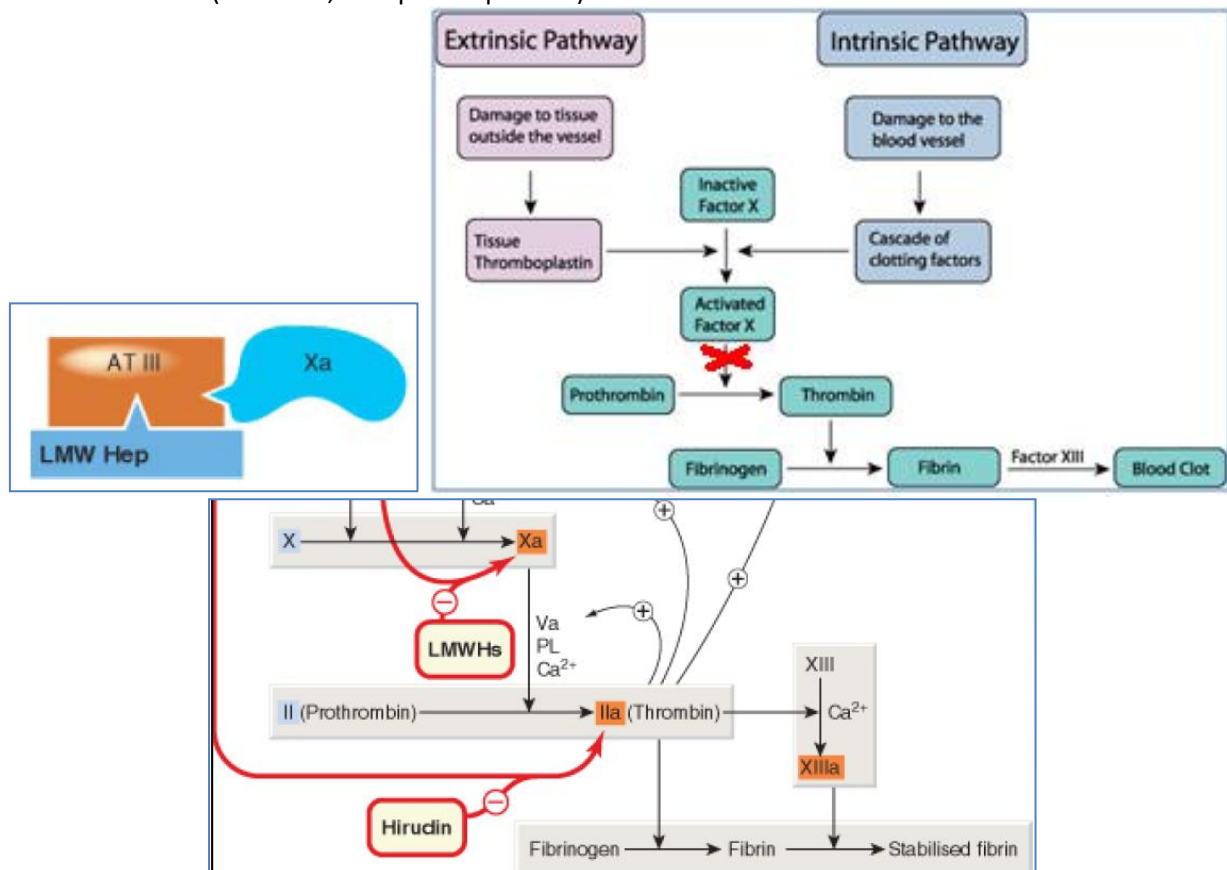 Extrinsic Pathway
Intrinsic Pathway
Damage to tissue
outside the vessel
Damage to the
blood vessel
Inactive
Factor X
Tissue
Thromboplastin
Cascade of
clotting factors
Activated
Factor X
Prothrombin
Thrombin
Fibrinogen
Fibrin
Factor XIII
Blood Clot
AT III
Xa
LMW Hep
X
Xa
+
+
−
LMWHs
Va
PL
Ca²⁺
+
II (Prothrombin)
IIa (Thrombin)
XIII
Ca²⁺
XIIIa
−
Hirudin
Fibrinogen
Fibrin
Stabilised fibrin